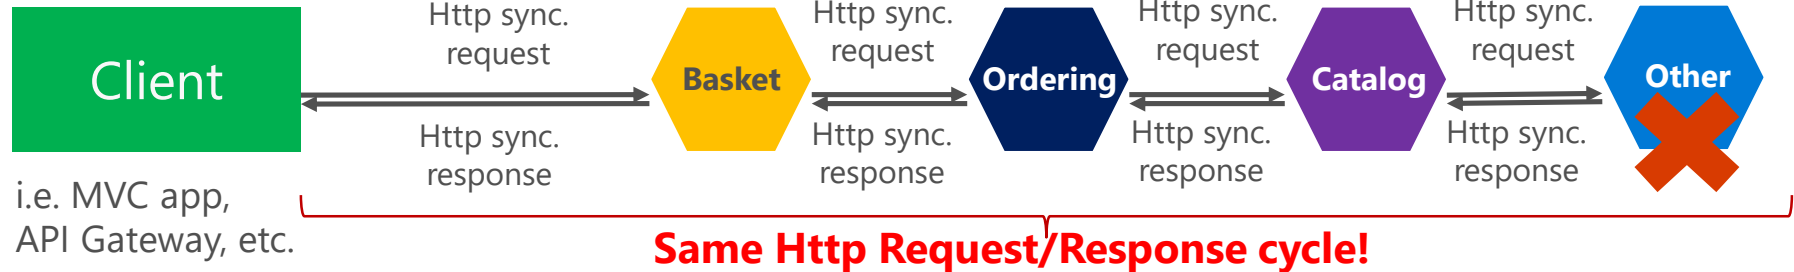 Client
Http sync.
request
Http sync.
response
Basket
Http sync.
request
Http sync.
response
Ordering
Http sync.
request
Http sync.
response
Catalog
Http sync.
request
Http sync.
response
Other
i.e. MVC app,
API Gateway, etc.
Same Http Request/Response cycle!